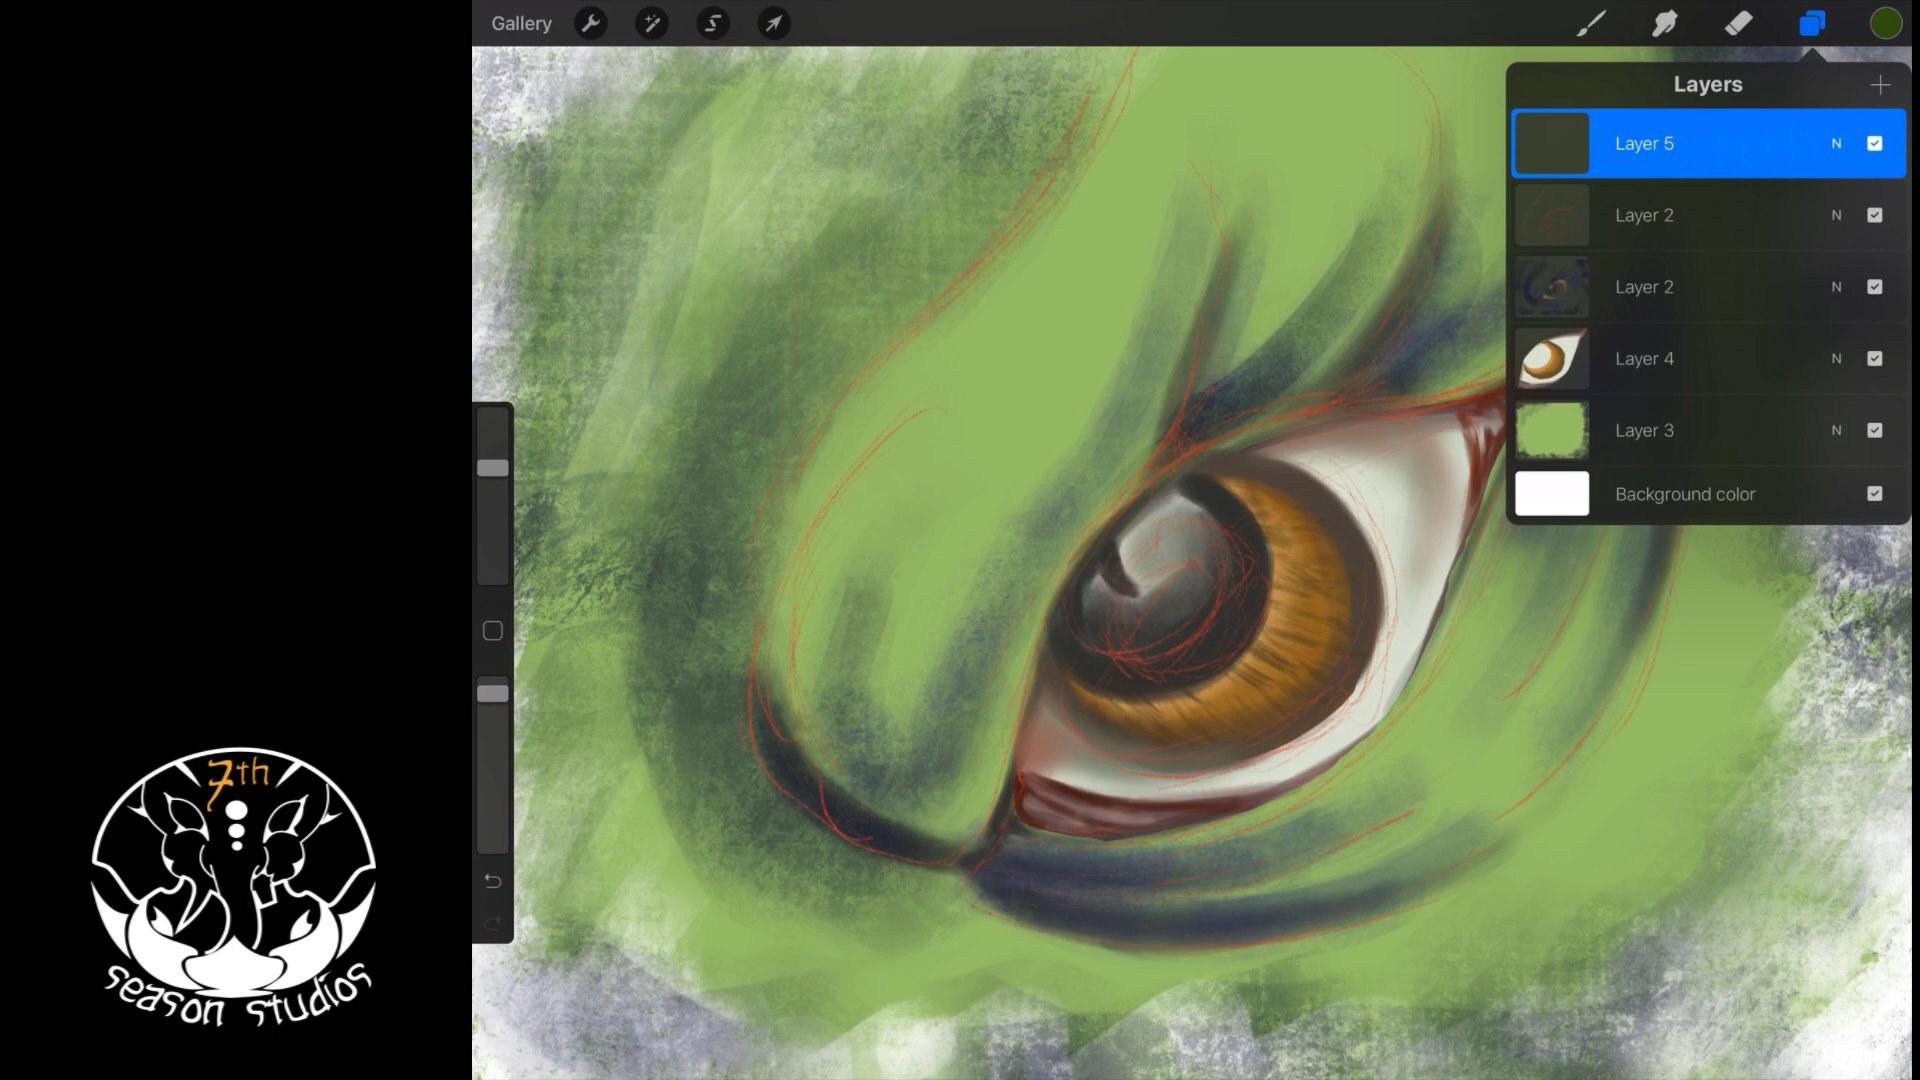 Gallery
Layers
Layer 5 N
Layer 2 N
Layer 2 N
Layer 4 N
Layer 3 N
Background color
7th
season studios